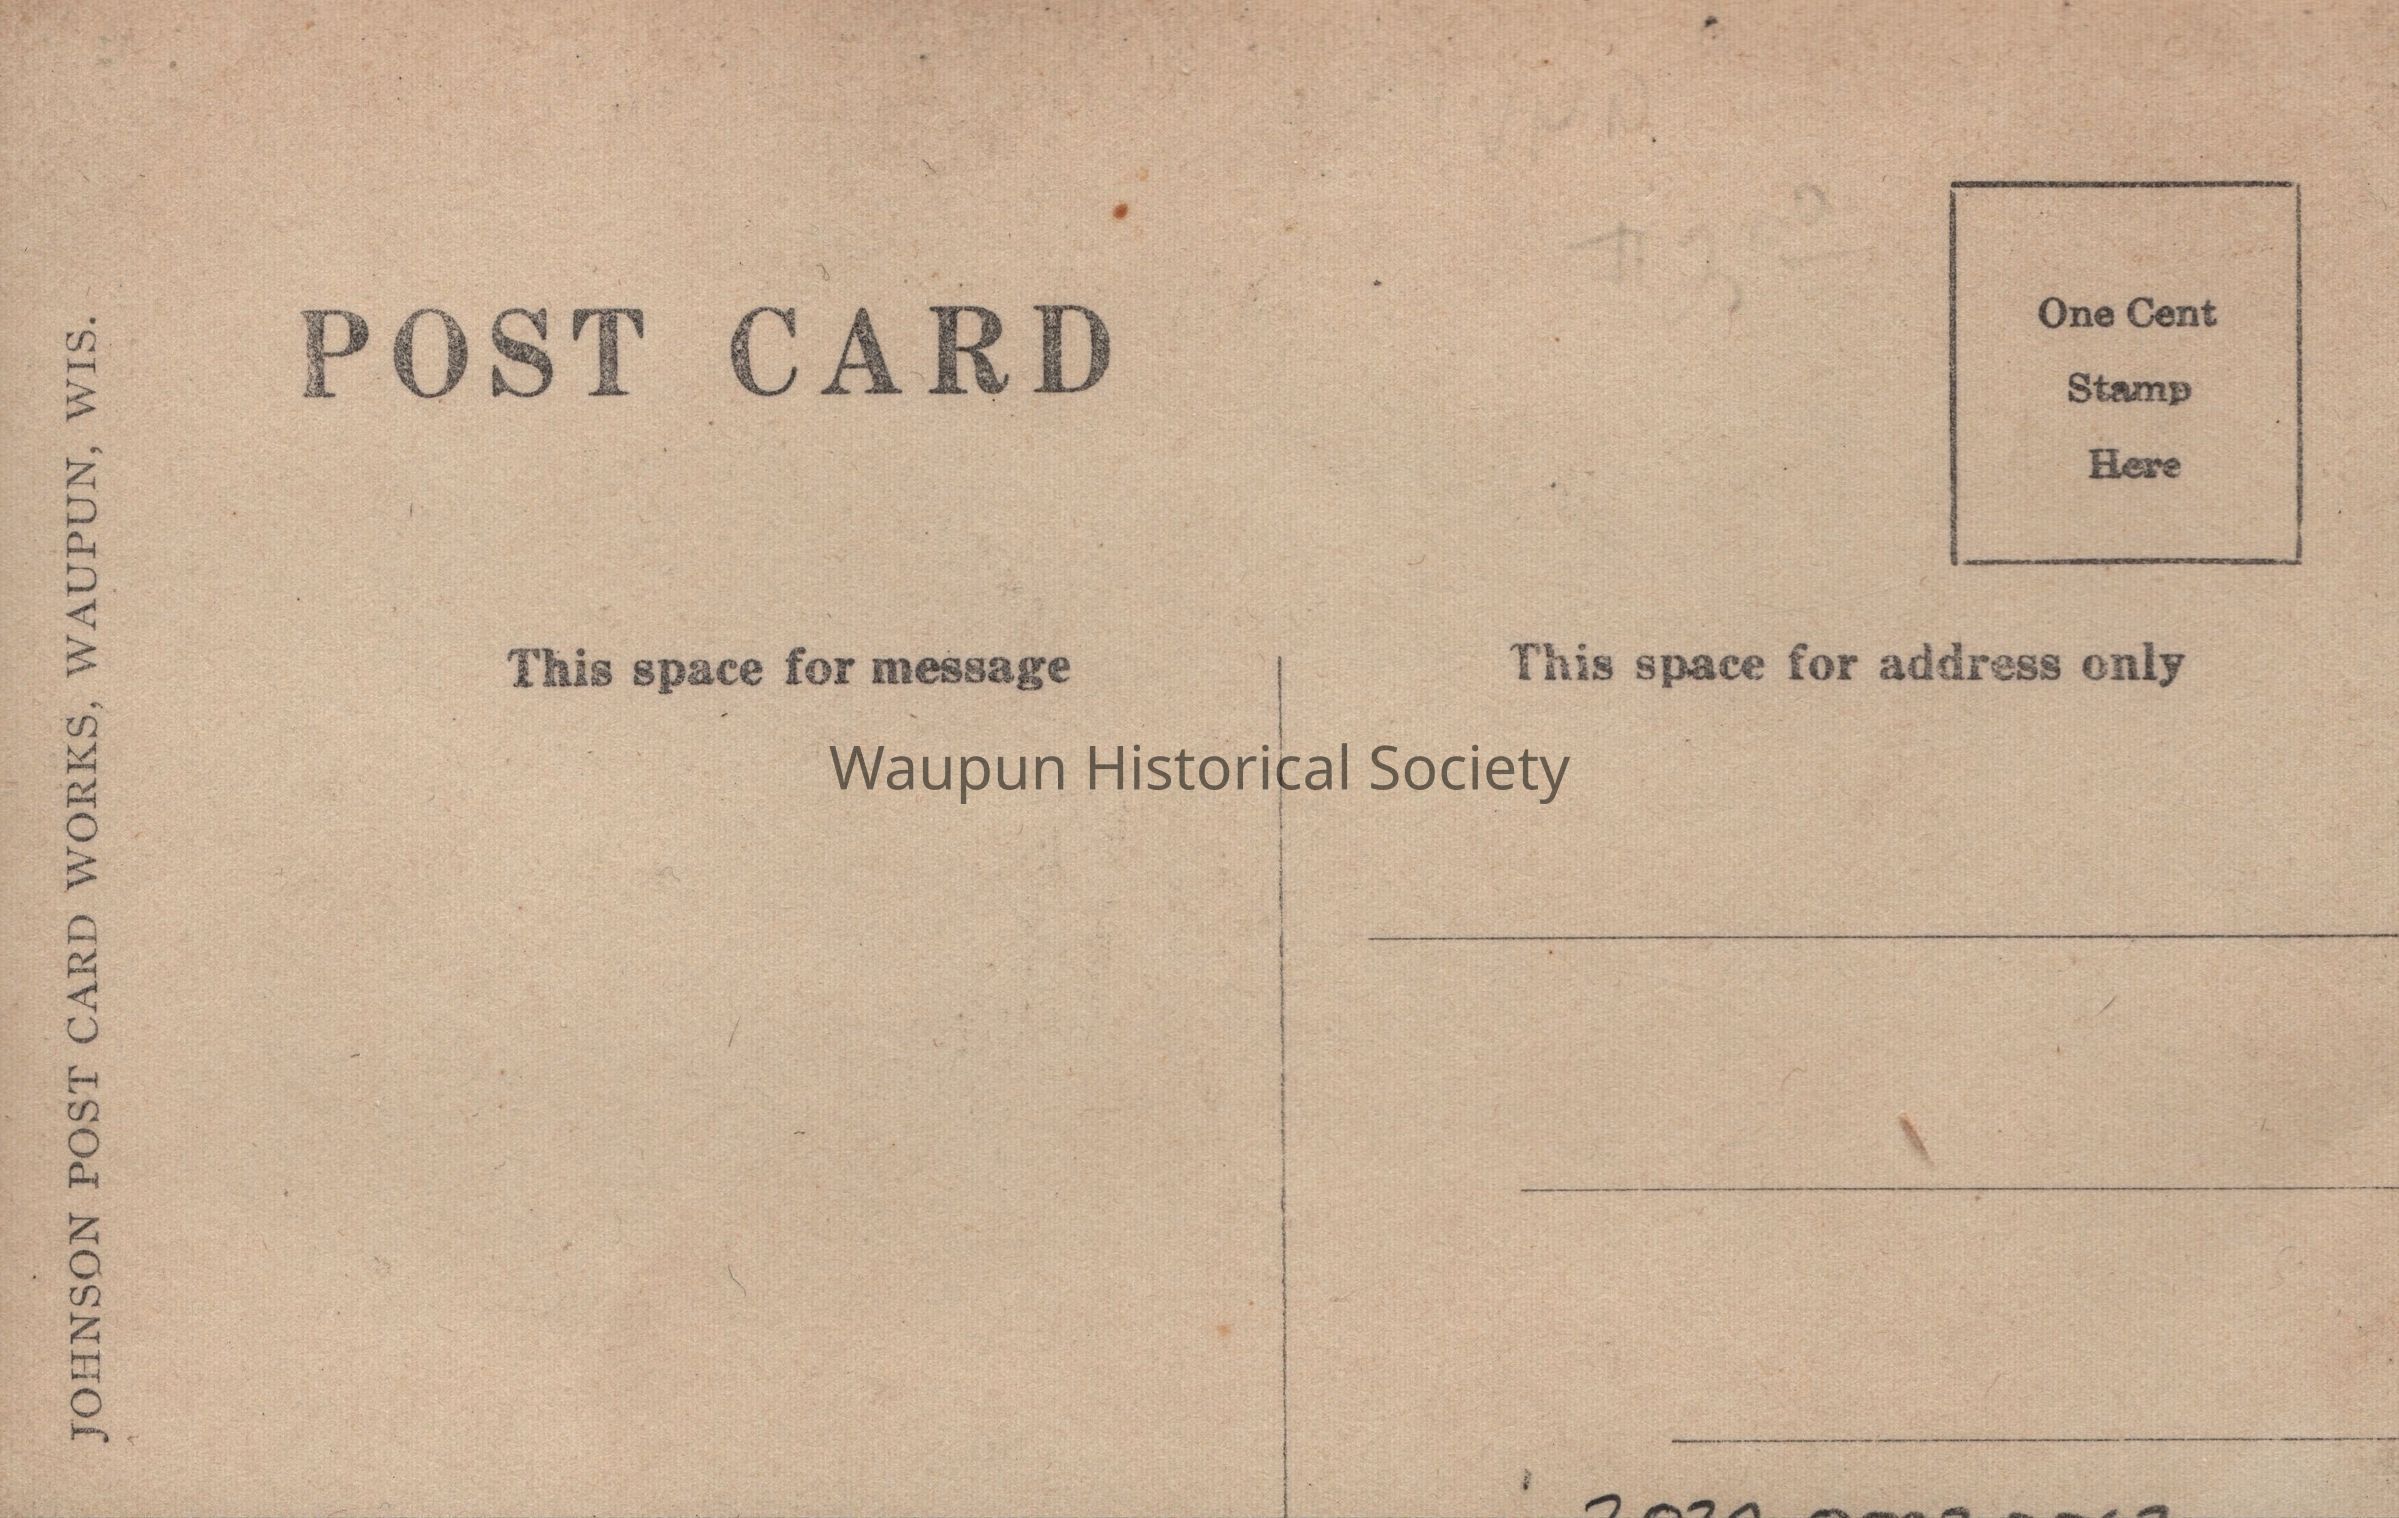 JOHNSON POST CARD WORKS, WAUPUN, WIS.
POST CARD
One Cent
Stamp
Here
This space for message
This space for address only
Waupun Historical Society